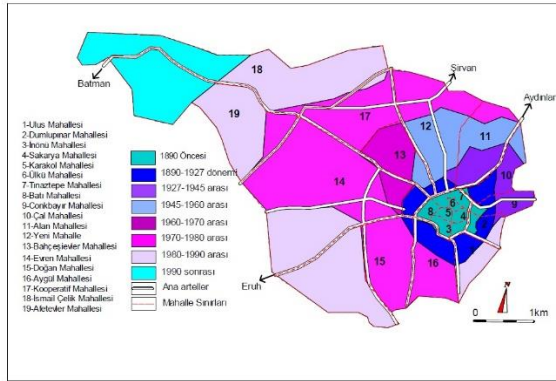 18
Şirvan
Batman
Aydınlar
19
17
12
11
1-Ulus Mahallesi
2-Dumlupınar Mahallesi
3-İnönü Mahallesi
4-Sakarya Mahallesi
5-Karakol Mahallesi
6-Ülkü Mahallesi
7-Tınaztepe Mahallesi
8-Batı Mahallesi
9-Conkbayır Mahallesi
10-Çal Mahallesi
11-Alan Mahallesi
12-Yeni Mahalle
13-Bahçesievler Mahallesi
14-Evren Mahallesi
15-Doğan Mahallesi
16-Aygül Mahallesi
17-Kooperatif Mahallesi
18-İsmail Çelik Mahallesi
19-Afetevler Mahallesi
1890 Öncesi
1890-1927 dönemi
1927-1945 arası
1945-1960 arası
1960-1970 arası
1970-1980 arası
1980-1990 arası
1990 sonrası
Ana arteller
Mahalle Sınırları
13
10
14
6
9
8
5
4
3
Eruh
15
16
0
1km